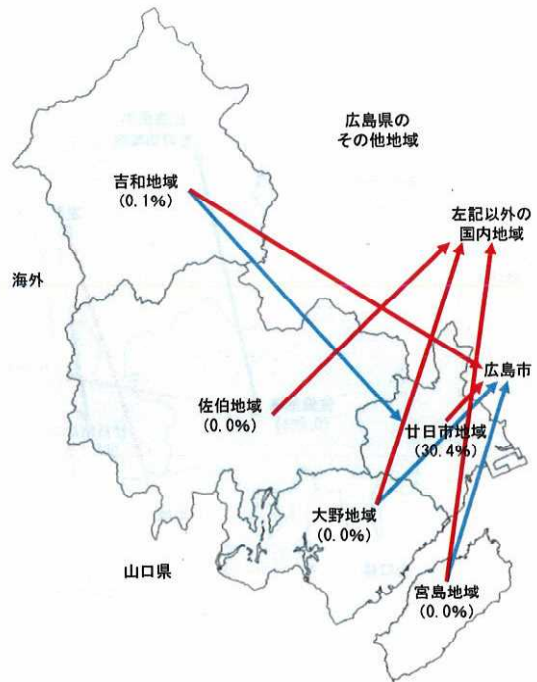 広島県の
その他地域
吉和地域
(0.1%)
左記以外の
国内地域
海外
広島市
佐伯地域
(0.0%)
廿日市地域
(30.4%)
大野地域
(0.0%)
山口県
宮島地域
(0.0%)